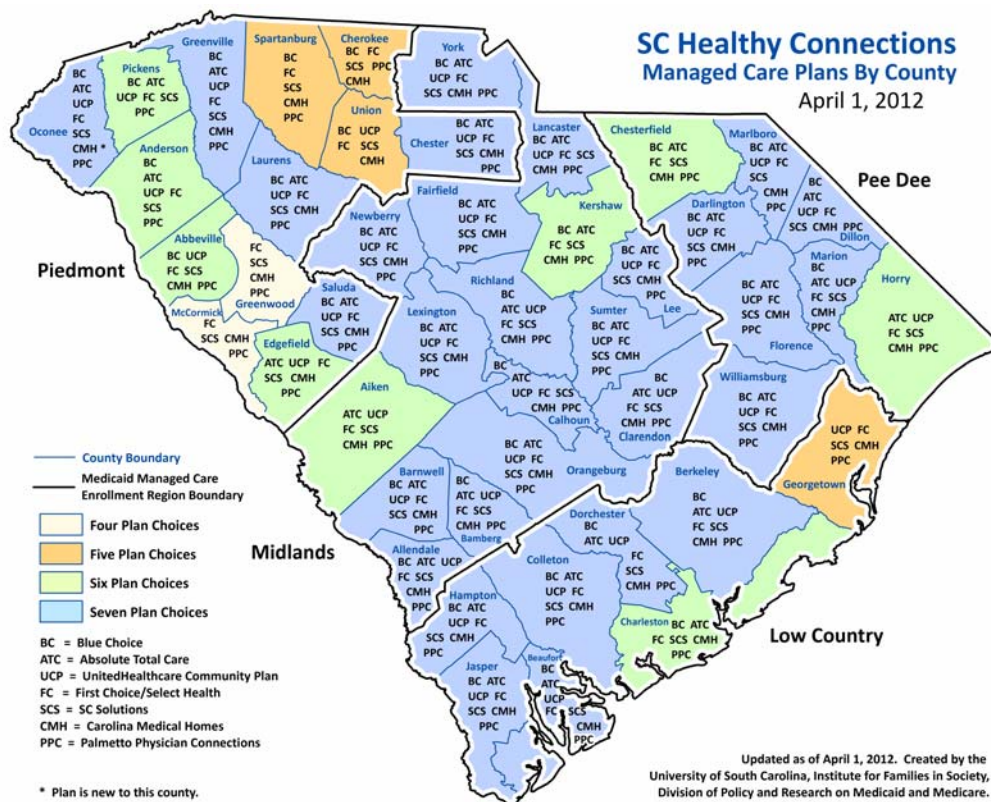 SC Healthy Connections
Managed Care Plans By County
April 1, 2012
Oconee
BC
ATC
UCP
FC
SCS
CMH *
PPC
Pickens
BC ATC
UCP FC SCS
PPC
Greenville
BC
ATC
UCP
FC
SCS
CMH
PPC
Spartanburg
BC
FC
SCS
CMH
PPC
Cherokee
BC FC
SCS PPC
CMH
Union
BC UCP
FC SCS
CMH
York
BC ATC
UCP FC
SCS CMH PPC
Chester
BC ATC
UCP FC
SCS CMH
PPC
Lancaster
BC ATC
UCP FC SCS
CMH PPC
Chesterfield
BC ATC
FC SCS
CMH PPC
Marlboro
BC ATC
UCP FC
SCS
CMH
PPC
Pee Dee
Anderson
BC
ATC
UCP FC
SCS
PPC
Laurens
BC ATC
UCP FC
SCS CMH
PPC
Newberry
BC ATC
UCP FC
SCS CMH
PPC
Fairfield
BC ATC
UCP FC
SCS CMH
PPC
Kershaw
BC ATC
FC SCS
CMH PPC
Darlington
BC ATC
UCP FC
SCS CMH
PPC
BC
ATC
UCP FC
SCS CMH
PPC
Dillon
Piedmont
Abbeville
BC UCP
FC SCS
CMH PPC
FC
SCS
CMH
PPC
Greenwood
McCormick
FC
SCS CMH
PPC
Saluda
BC ATC
UCP FC
SCS CMH
PPC
Edgefield
ATC UCP FC
SCS CMH
PPC
Lexington
BC ATC
UCP FC
SCS CMH
PPC
Richland
BC
ATC UCP
FC SCS
CMH PPC
Sumter
BC ATC
UCP FC
SCS CMH
PPC
BC ATC
UCP FC
SCS
CMH
PPC
Lee
BC ATC
UCP FC
SCS CMH
PPC
Florence
Marion
BC
ATC UCP
FC SCS
CMH
PPC
Horry
ATC UCP
FC SCS
CMH
PPC
Aiken
ATC UCP
FC SCS
CMH PPC
BC
ATC
UCP FC SCS
CMH PPC
Calhoun
BC
ATC UCP
FC SCS
CMH
PPC
Clarendon
Williamsburg
BC ATC
UCP FC
SCS CMH
PPC
UCP FC
SCS CMH
PPC
Georgetown
Barnwell
BC ATC
UCP FC
SCS CMH
PPC
BC
ATC UCP
FC SCS
CMH PPC
Bamberg
BC ATC
UCP FC
SCS CMH
PPC
Orangeburg
Berkeley
BC
ATC UCP
FC SCS
CMH PPC
Midlands
Allendale
BC ATC UCP
FC SCS
CMH
PPC
Hampton
BC ATC
UCP FC
SCS CMH
PPC
Colleton
BC ATC
UCP FC
SCS CMH
PPC
Dorchester
BC
ATC UCP
FC
SCS
CMH PPC
Charleston
BC ATC
FC SCS CMH
PPC
Low Country
Jasper
BC ATC
UCP FC
SCS CMH
PPC
Beaufort
BC
ATC
UCP
FC SCS
CMH
PPC
County Boundary
Medicaid Managed Care
Enrollment Region Boundary
Four Plan Choices
Five Plan Choices
Six Plan Choices
Seven Plan Choices
BC = Blue Choice
ATC = Absolute Total Care
UCP = UnitedHealthcare Community Plan
FC = First Choice/Select Health
SCS = SC Solutions
CMH = Carolina Medical Homes
PPC = Palmetto Physician Connections
* Plan is new to this county.
Updated as of April 1, 2012. Created by the
University of South Carolina, Institute for Families in Society,
Division of Policy and Research on Medicaid and Medicare.